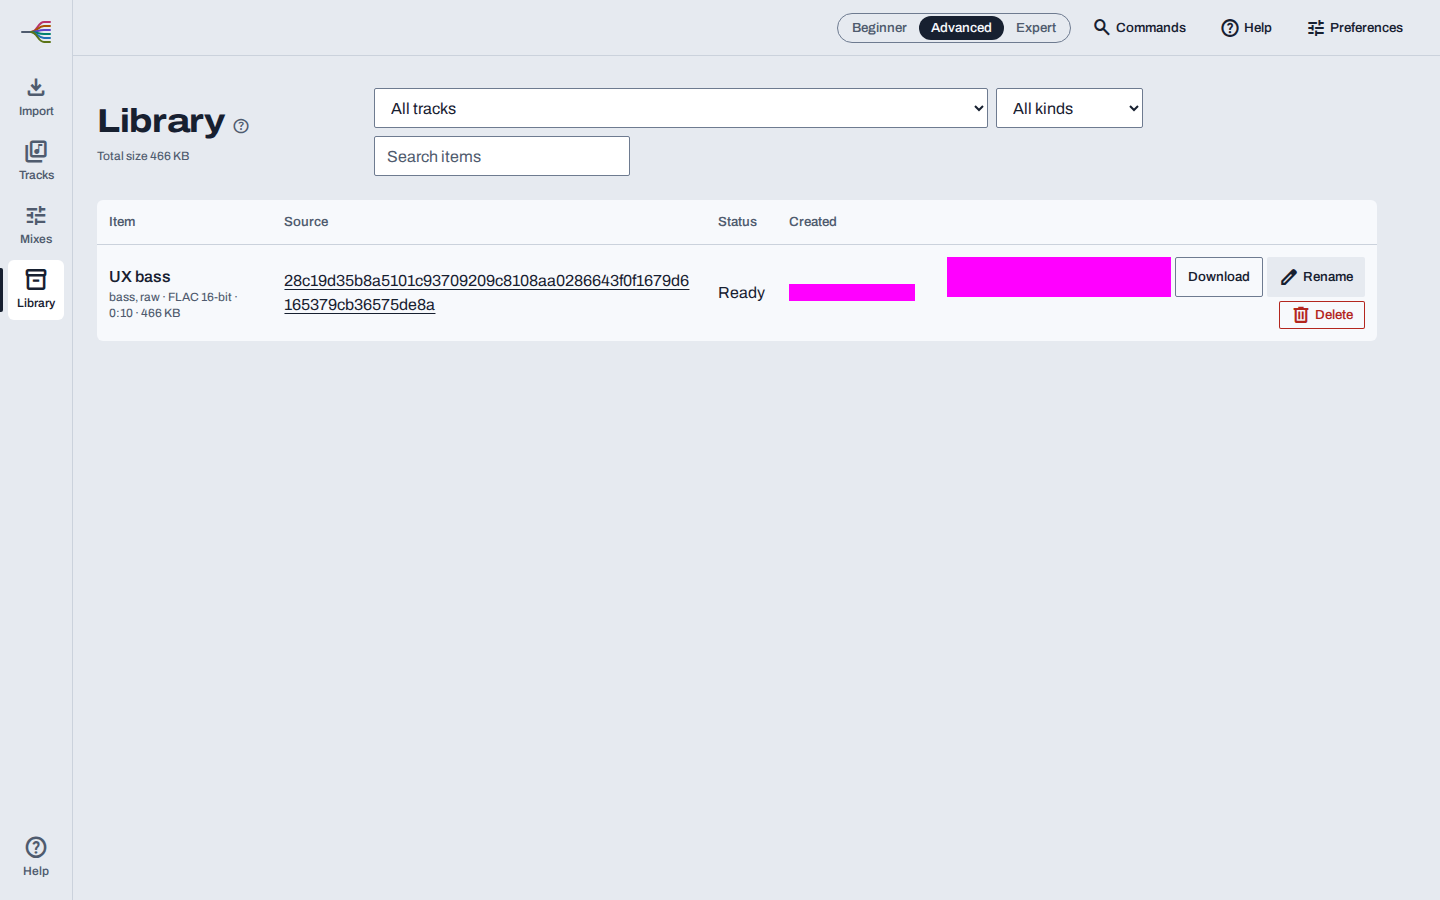 Beginner Advanced Expert Commands Help Preferences
Import
Tracks
Mixes
Library
Help
Library
Total size 466 KB
All tracks All kinds
Search items
Item Source Status Created
UX bass
bass, raw · FLAC 16-bit ·
0:10 · 466 KB
28c19d35b8a5101c93709209c8108aa0286643f0f1679d6
165379cb36575de8a
Ready
Download Rename
Delete